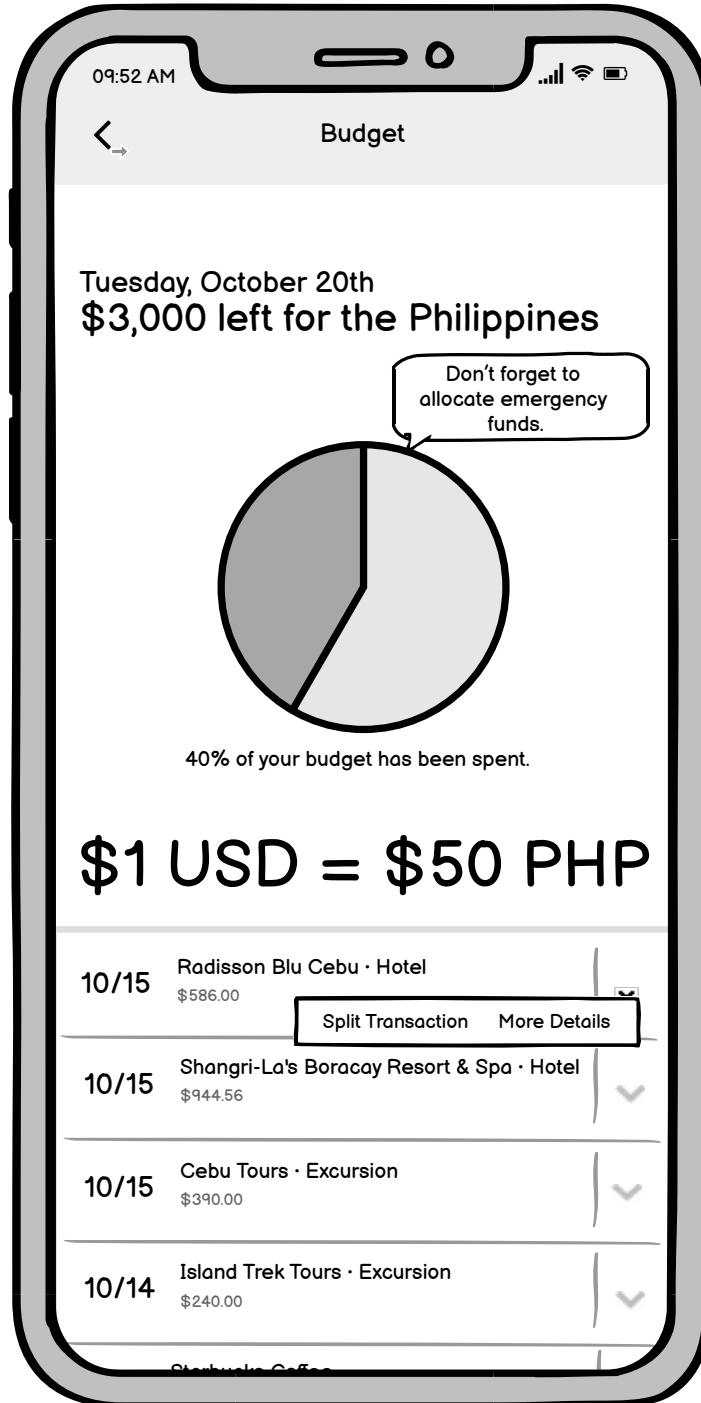 09:52 AM
Budget
Tuesday, October 20th
$3,000 left for the Philippines
Don't forget to
allocate emergency
funds.
40% of your budget has been spent.
$1 USD = $50 PHP
10/15
Radisson Blu Cebu · Hotel
$586.00
Split Transaction More Details
10/15
Shangri-La's Boracay Resort & Spa · Hotel
$944.56
10/15
Cebu Tours · Excursion
$390.00
10/14
Island Trek Tours · Excursion
$240.00